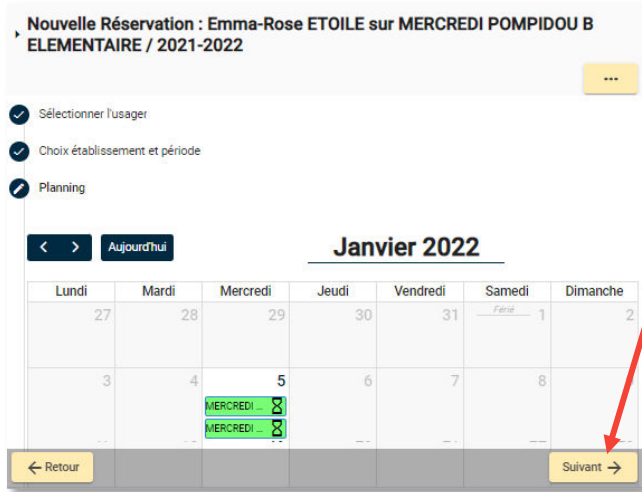 Nouvelle Réservation : Emma-Rose ETOILE sur MERCREDI POMPIDOU B
ELEMENTAIRE / 2021-2022
...
Sélectionner l'usager
Choix établissement et période
Planning
< > Aujourd'hui Janvier 2022
Lundi Mardi Mercredi Jeudi Vendredi Samedi Dimanche
27 28 29 30 31 Férié 1 2
3 4 5 6 7 8
MERCREDI ...
MERCREDI ...
← Retour Suivant →